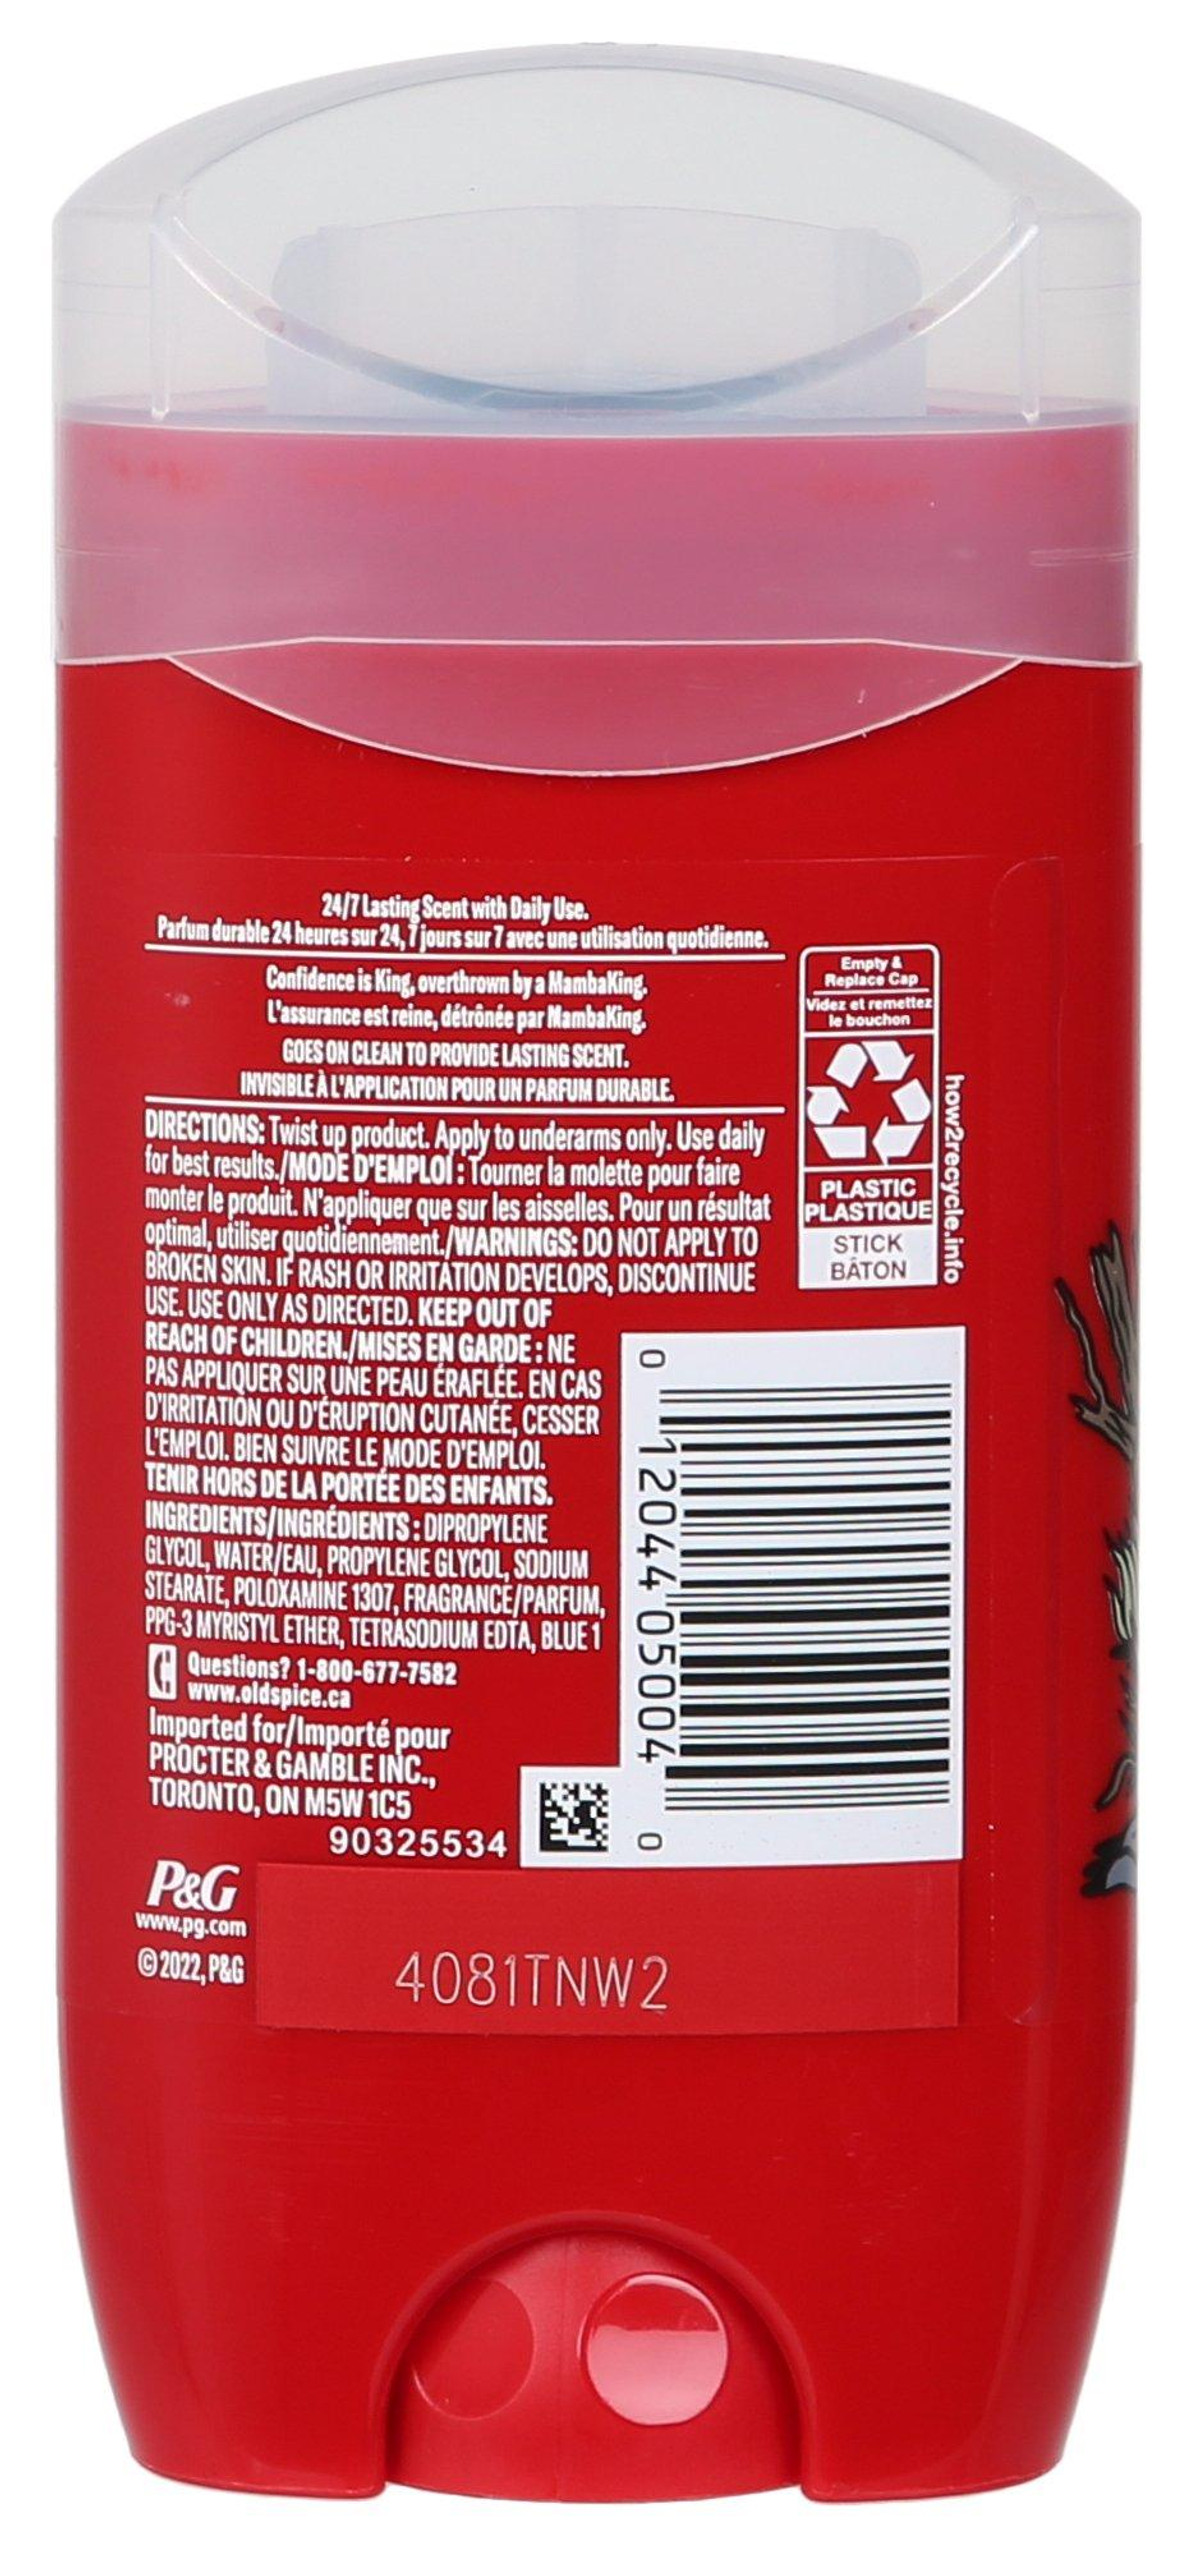 24/7 Lasting Scent with Daily Use.
Parfum durable 24 heures sur 24, 7 jours sur 7 avec une utilisation quotidienne.
Confidence is King, overthrown by a MambaKing.
L'assurance est reine, détrônée par MambaKing.
GOES ON CLEAN TO PROVIDE LASTING SCENT.
INVISIBLE À L'APPLICATION POUR UN PARFUM DURABLE.
DIRECTIONS: Twist up product. Apply to underarms only. Use daily
for best results./MODE D'EMPLOI : Tourner la molette pour faire
monter le produit. N'appliquer que sur les aisselles. Pour un résultat
optimal, utiliser quotidiennement./WARNINGS: DO NOT APPLY TO
BROKEN SKIN. IF RASH OR IRRITATION DEVELOPS, DISCONTINUE
USE. USE ONLY AS DIRECTED. KEEP OUT OF
REACH OF CHILDREN./MISES EN GARDE : NE
PAS APPLIQUER SUR UNE PEAU ÉRAFLÉE. EN CAS
D'IRRITATION OU D'ÉRUPTION CUTANÉE, CESSER
L'EMPLOI. BIEN SUIVRE LE MODE D'EMPLOI.
TENIR HORS DE LA PORTÉE DES ENFANTS.
INGREDIENTS/INGRÉDIENTS : DIPROPYLENE
GLYCOL, WATER/EAU, PROPYLENE GLYCOL, SODIUM
STEARATE, POLOXAMINE 1307, FRAGRANCE/PARFUM,
PPG-3 MYRISTYL ETHER, TETRASODIUM EDTA, BLUE 1
Questions? 1-800-677-7582
www.oldspice.ca
Imported for/Importé pour
PROCTER & GAMBLE INC.,
TORONTO, ON M5W 1C5
90325534
P&G
www.pg.com
© 2022, P&G
4081TNW2
Empty &
Replace Cap
Videz et remettez
le bouchon
PLASTIC
PLASTIQUE
STICK
BÂTON
how2recycle.info
0 12044 05004 0